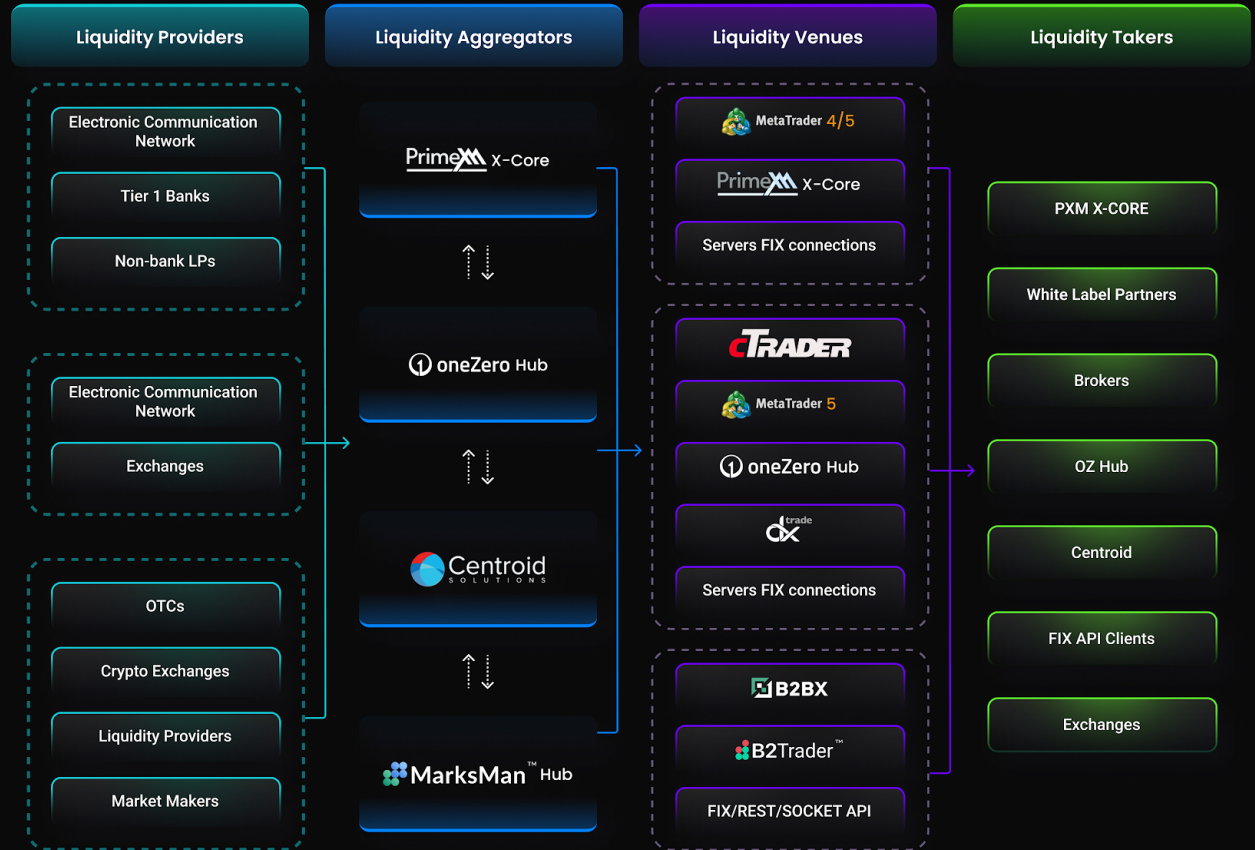 Liquidity Providers
Electronic Communication
Network
Tier 1 Banks
Non-bank LPs
Electronic Communication
Network
Exchanges
OTCs
Crypto Exchanges
Liquidity Providers
Market Makers
Liquidity Aggregators
PrimeXM X-Core
oneZero Hub
Centroid
SOLUTIONS
MarksMan™ Hub
Liquidity Venues
MetaTrader 4/5
PrimeXM X-Core
Servers FIX connections
cTRADER
MetaTrader 5
oneZero Hub
dx trade
Servers FIX connections
B2BX
B2Trader™
FIX/REST/SOCKET API
Liquidity Takers
PXM X-CORE
White Label Partners
Brokers
OZ Hub
Centroid
FIX API Clients
Exchanges